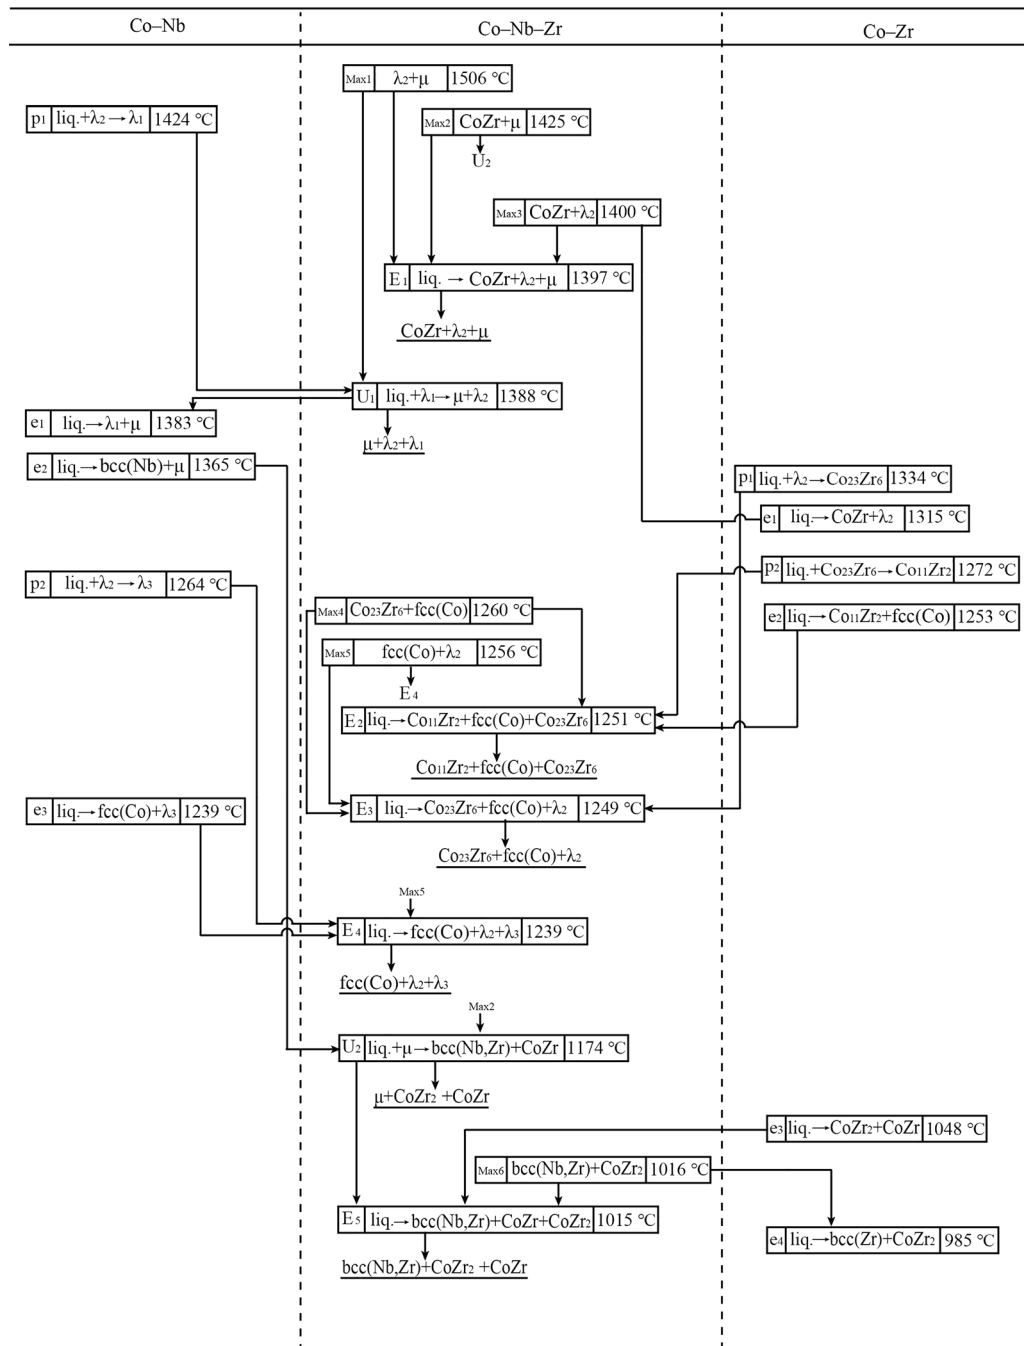 Co–Nb Co–Nb–Zr Co–Zr
Max1 λ₂+μ 1506 ℃
p₁ liq.+λ₂→λ₁ 1424 ℃
Max2 CoZr+μ 1425 ℃
U₂
Max3 CoZr+λ₂ 1400 ℃
E₁ liq. → CoZr+λ₂+μ 1397 ℃
CoZr+λ₂+μ
U₁ liq.+λ₁→μ+λ₂ 1388 ℃
e₁ liq.→λ₁+μ 1383 ℃
μ+λ₂+λ₁
e₂ liq.→bcc(Nb)+μ 1365 ℃
p₁ liq.+λ₂→Co₂₃Zr₆ 1334 ℃
e₁ liq.→CoZr+λ₂ 1315 ℃
p₂ liq.+λ₂→λ₃ 1264 ℃
p₂ liq.+Co₂₃Zr₆→Co₁₁Zr₂ 1272 ℃
Max4 Co₂₃Zr₆+fcc(Co) 1260 ℃
e₂ liq.→Co₁₁Zr₂+fcc(Co) 1253 ℃
Max5 fcc(Co)+λ₂ 1256 ℃
E₄
E₂ liq.→Co₁₁Zr₂+fcc(Co)+Co₂₃Zr₆ 1251 ℃
Co₁₁Zr₂+fcc(Co)+Co₂₃Zr₆
e₃ liq.→fcc(Co)+λ₃ 1239 ℃
E₃ liq.→Co₂₃Zr₆+fcc(Co)+λ₂ 1249 ℃
Co₂₃Zr₆+fcc(Co)+λ₂
Max5
E₄ liq.→fcc(Co)+λ₂+λ₃ 1239 ℃
fcc(Co)+λ₂+λ₃
Max2
U₂ liq.+μ→bcc(Nb,Zr)+CoZr 1174 ℃
μ+CoZr₂ +CoZr
e₃ liq.→CoZr₂+CoZr 1048 ℃
Max6 bcc(Nb,Zr)+CoZr₂ 1016 ℃
E₅ liq.→bcc(Nb,Zr)+CoZr+CoZr₂ 1015 ℃
e₄ liq.→bcc(Zr)+CoZr₂ 985 ℃
bcc(Nb,Zr)+CoZr₂ +CoZr